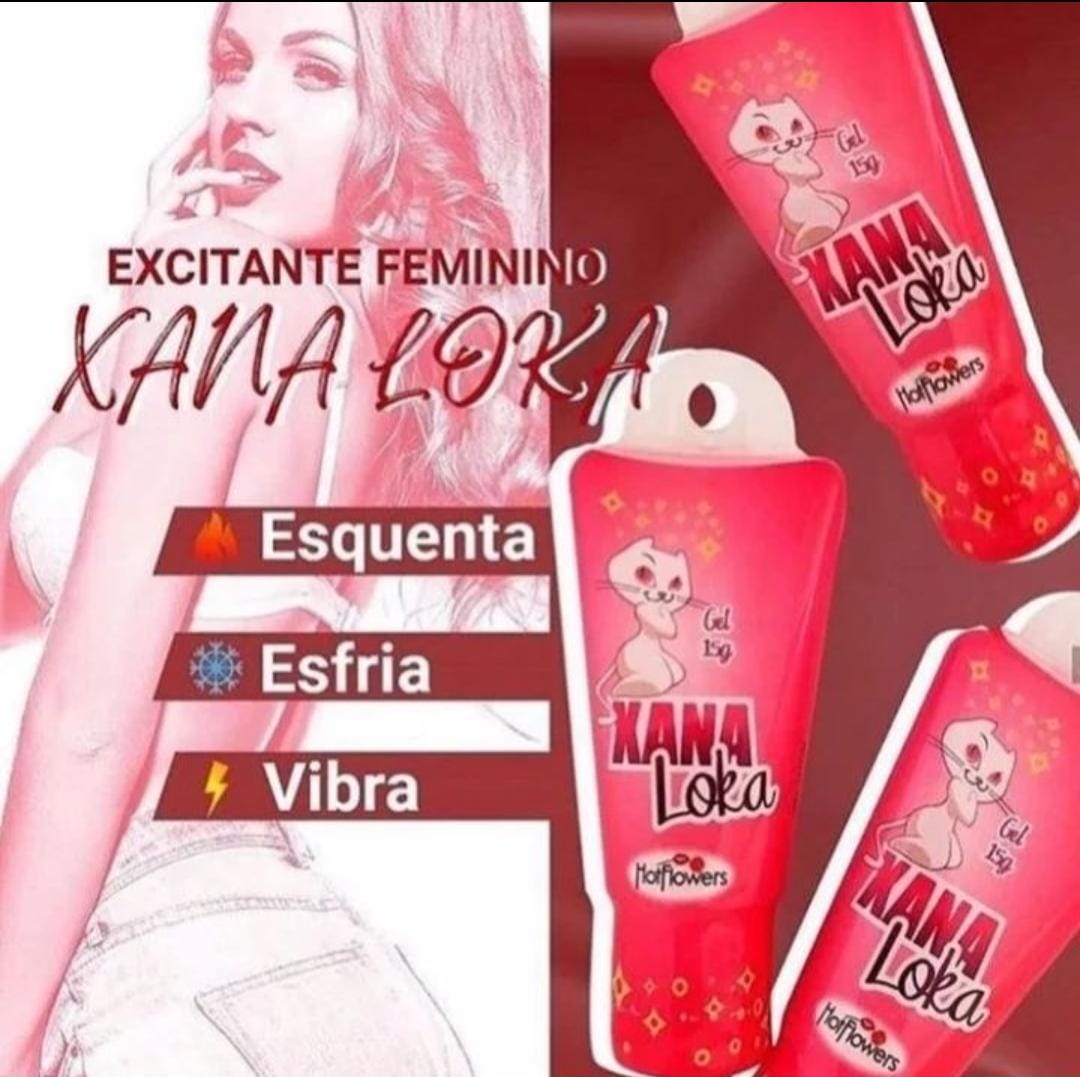 EXCITANTE FEMININO
XANA LOKA
Esquenta
Esfria
Vibra
Gel
15g
XANA
Loka
HotFlowers
Gel
15g
XANA
Loka
HotFlowers
Gel
15g
XANA
Loka
HotFlowers